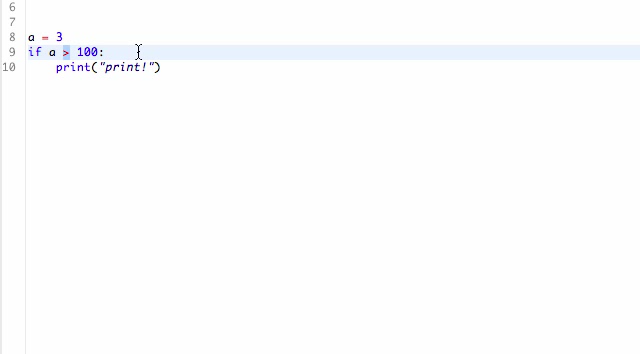 6
7
8 a = 3
9 if a > 100:
10     print("print!")